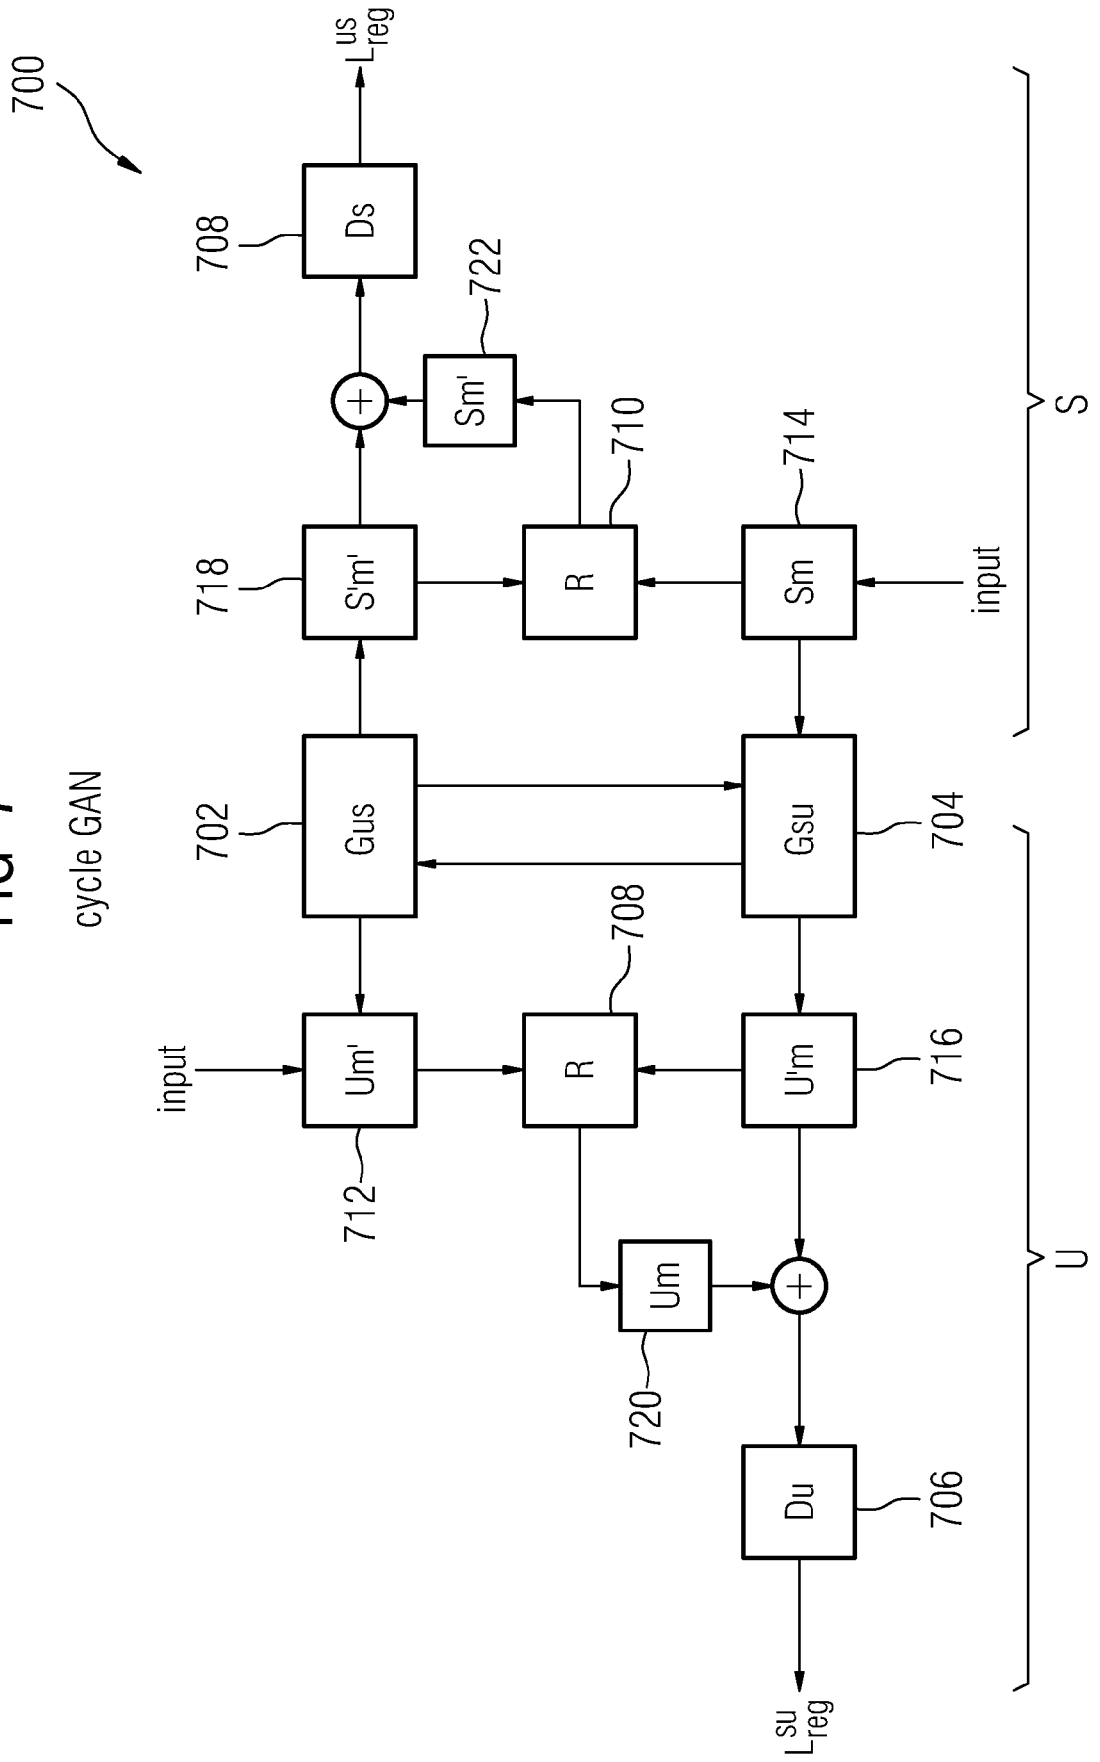 cycle GAN
700
input
702
718
708
712
Um'
Gus
S'm'
+
Ds
L^us_reg
Sm'
722
R
708
R
710
720
Um
L^su_reg
Du
+
U'm
Gsu
Sm
714
706
716
704
input
U
S